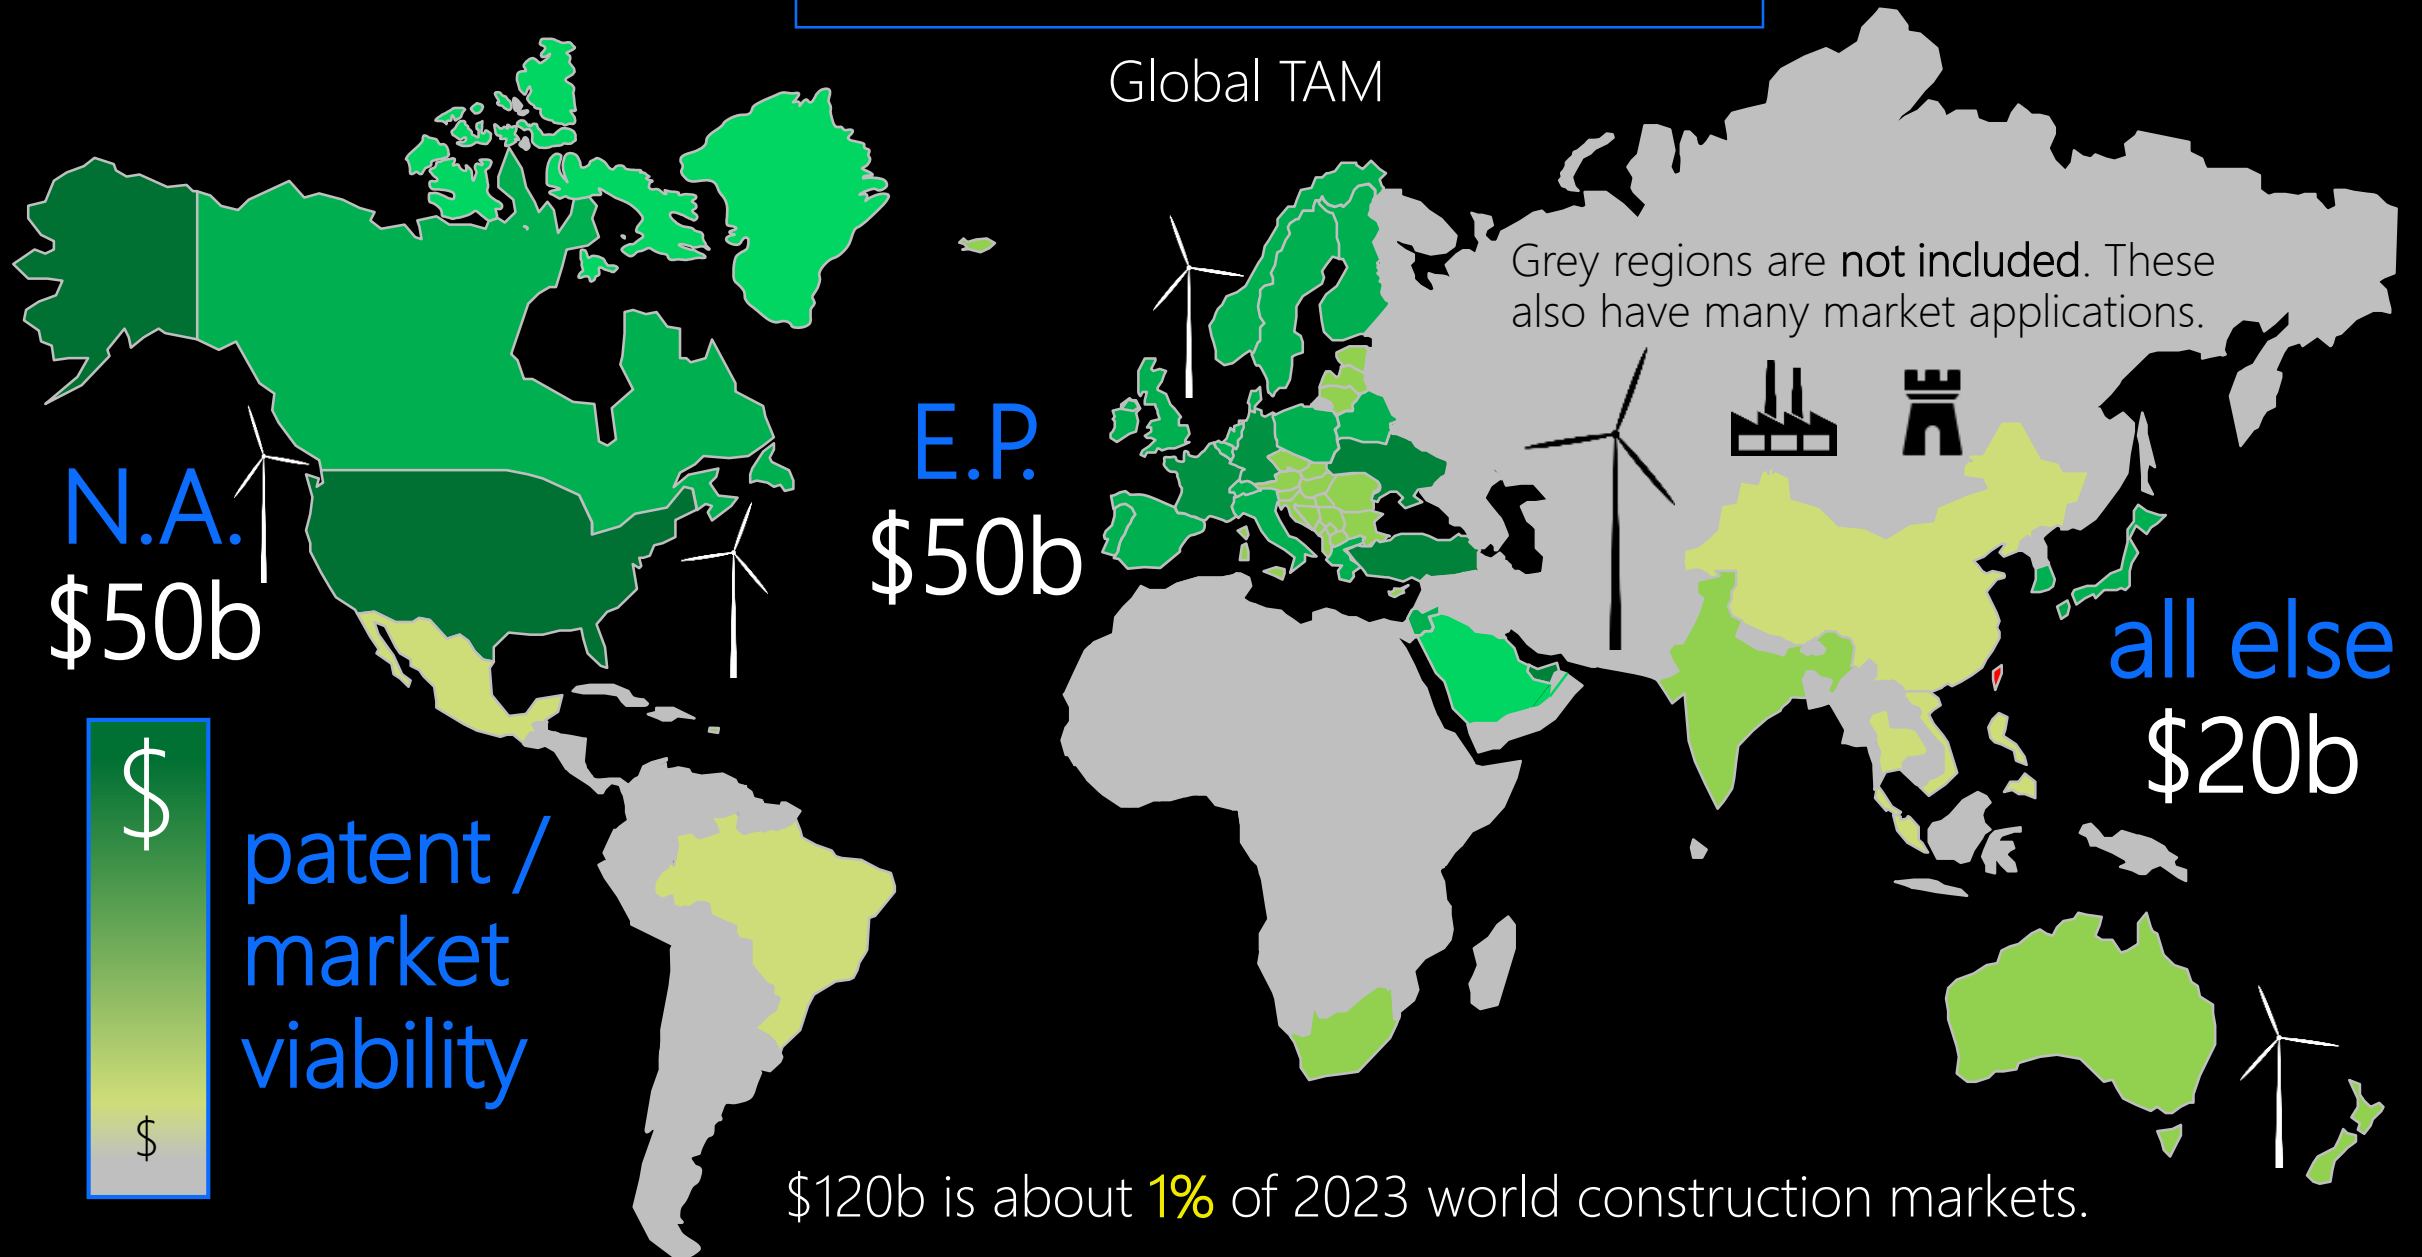 Global TAM
Grey regions are not included. These
also have many market applications.
N.A.
$50b
E.P.
$50b
all else
$20b
$
patent /
market
viability
$
$120b is about 1% of 2023 world construction markets.